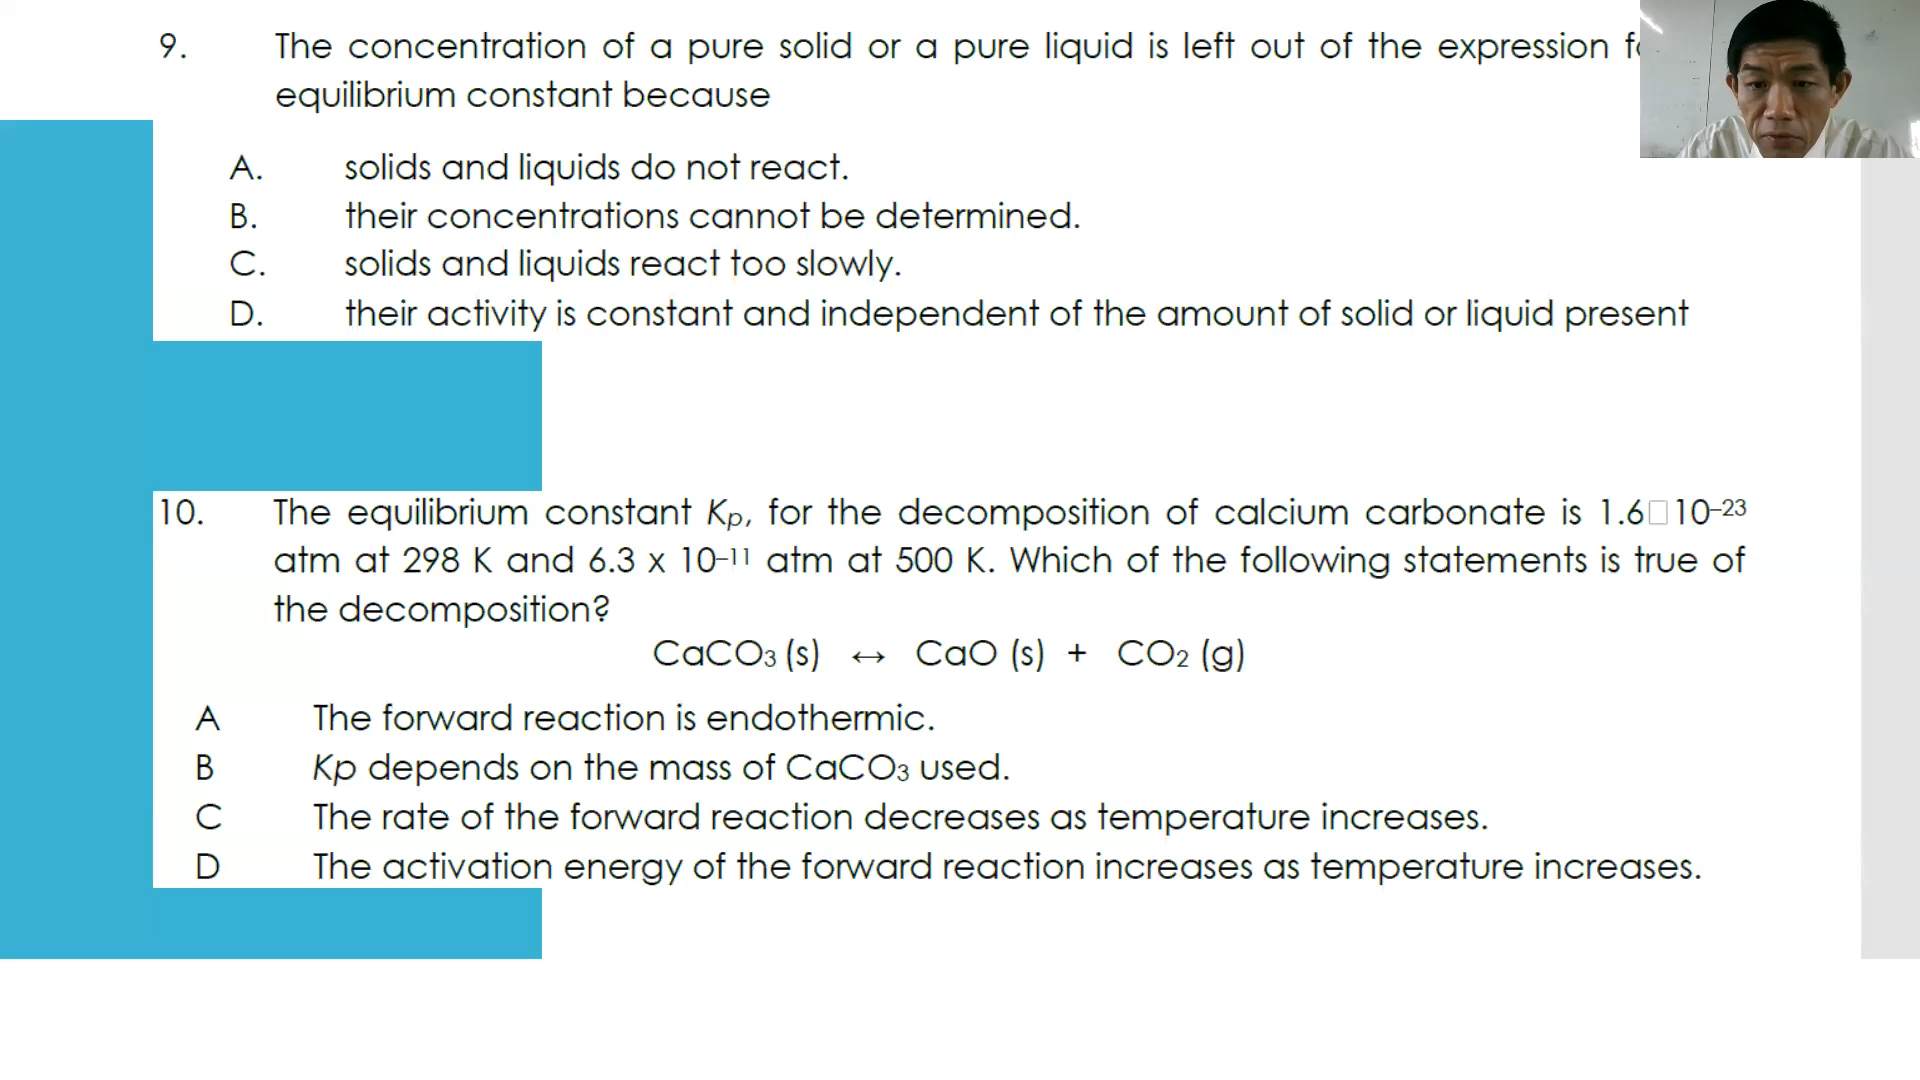 9. The concentration of a pure solid or a pure liquid is left out of the expression
equilibrium constant because
A. solids and liquids do not react.
B. their concentrations cannot be determined.
C. solids and liquids react too slowly.
D. their activity is constant and independent of the amount of solid or liquid present
10. The equilibrium constant Kp, for the decomposition of calcium carbonate is 1.6□10⁻²³
atm at 298 K and 6.3 x 10⁻¹¹ atm at 500 K. Which of the following statements is true of
the decomposition?
CaCO₃ (s) ↔ CaO (s) + CO₂ (g)
A The forward reaction is endothermic.
B Kp depends on the mass of CaCO₃ used.
C The rate of the forward reaction decreases as temperature increases.
D The activation energy of the forward reaction increases as temperature increases.